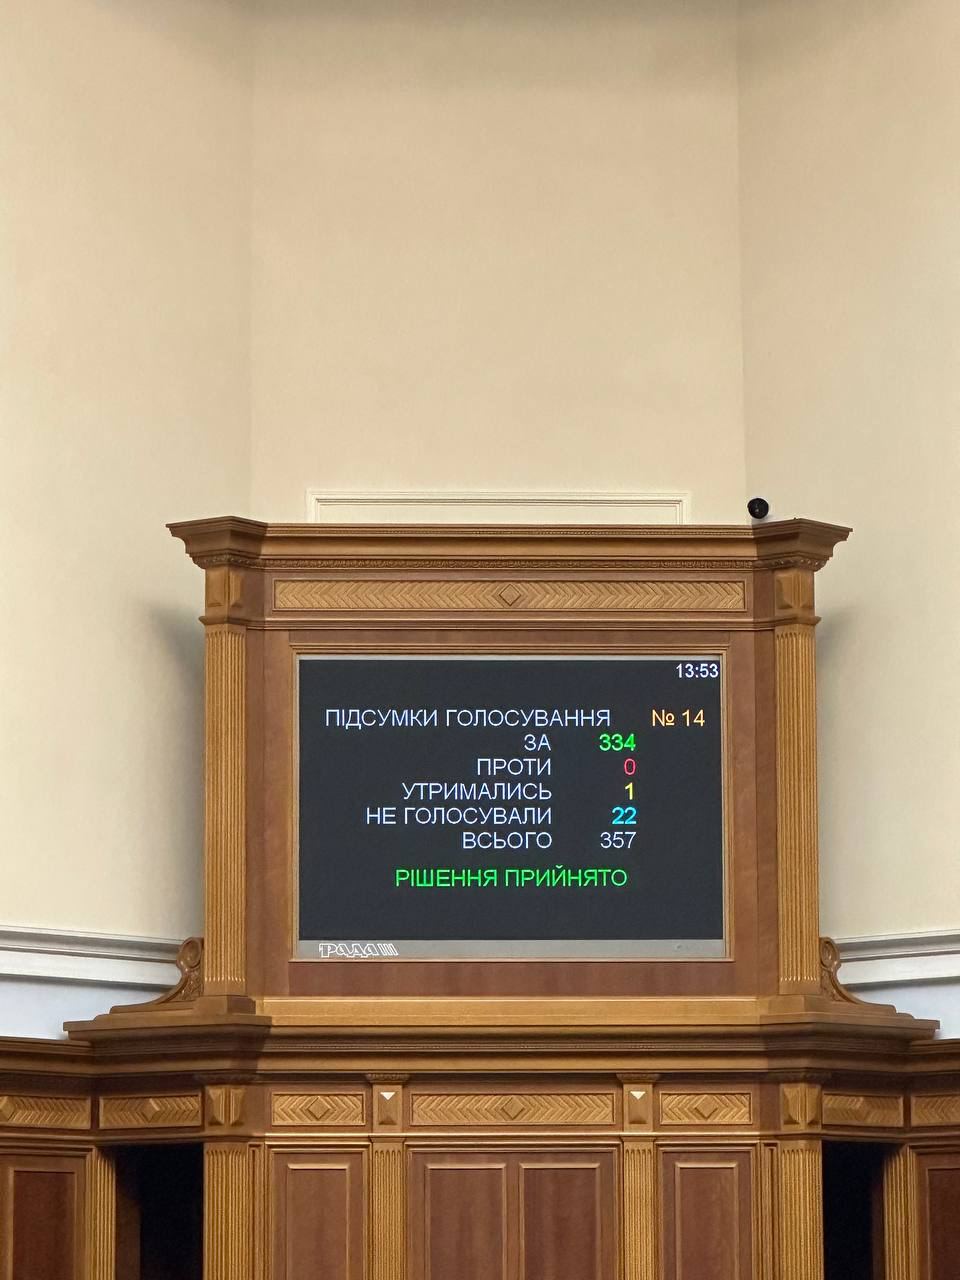 13:53
ПІДСУМКИ ГОЛОСУВАННЯ № 14
ЗА 334
ПРОТИ 0
УТРИМАЛИСЬ 1
НЕ ГОЛОСУВАЛИ 22
ВСЬОГО 357
РІШЕННЯ ПРИЙНЯТО
РАДА III